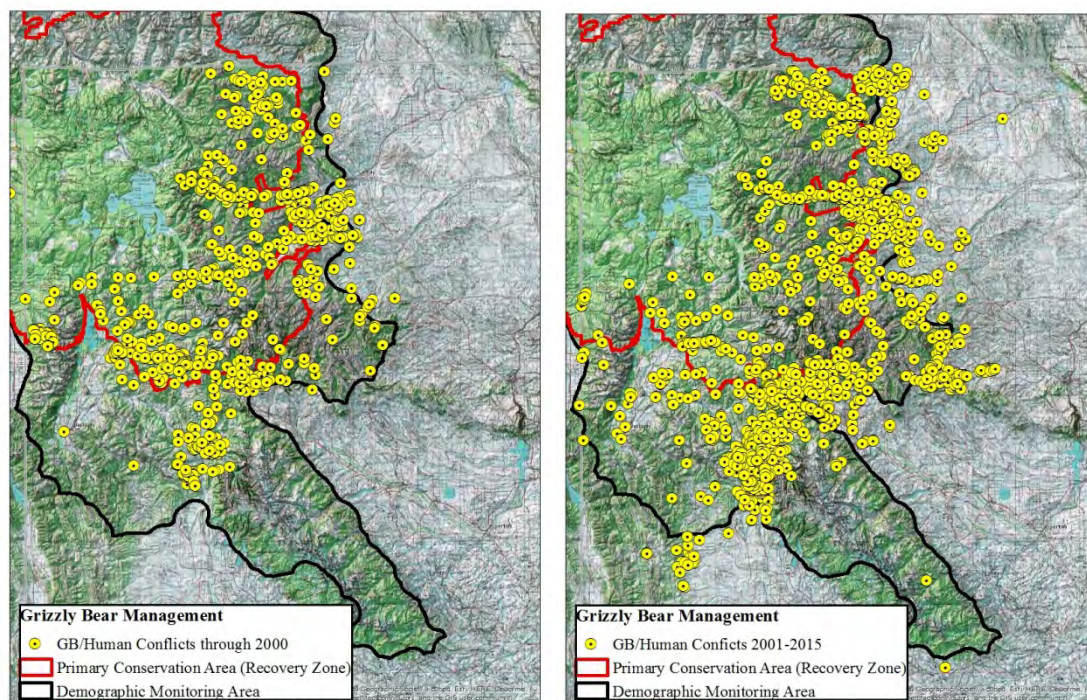 Grizzly Bear Management
GB/Human Conflicts through 2000
Primary Conservation Area (Recovery Zone)
Demographic Monitoring Area
Grizzly Bear Management
GB/Human Conficts 2001-2015
Primary Conservation Area (Recovery Zone)
Demographic Monitoring Area